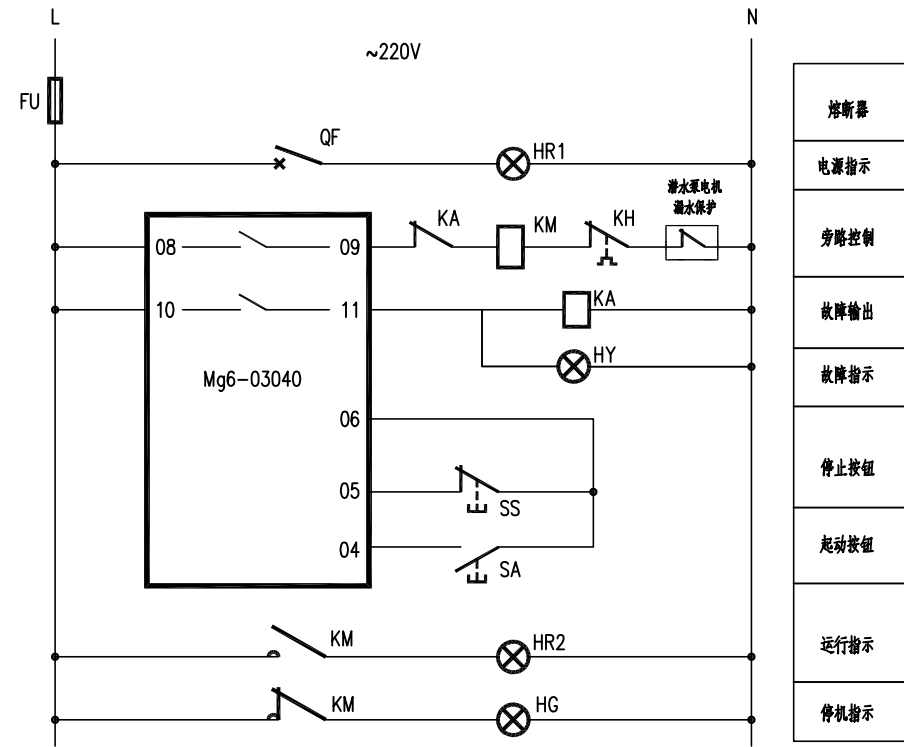 L
N
~220V
FU
熔断器
QF
HR1
电源指示
潜水泵电机
漏水保护
08
09
KA
KM
KH
旁路控制
10
11
KA
故障输出
HY
故障指示
Mg6-03040
06
停止按钮
05
SS
04
SA
起动按钮
KM
HR2
运行指示
KM
HG
停机指示